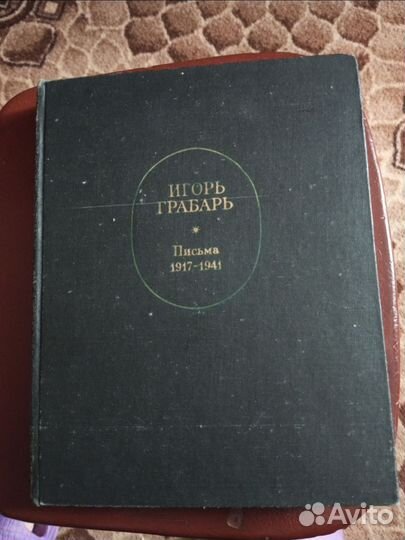 ИГОРЬ
ГРАБАРЬ
*
Письма
1917-1941
Avito